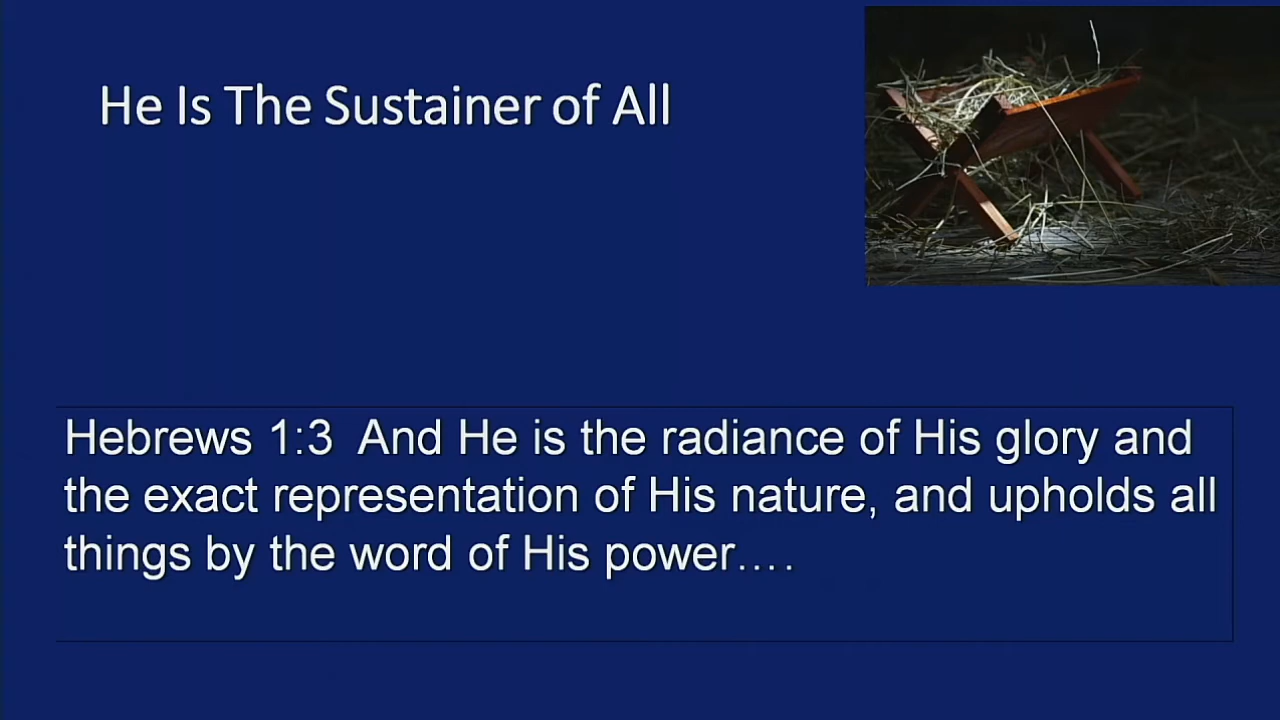 He Is The Sustainer of All
Hebrews 1:3  And He is the radiance of His glory and
the exact representation of His nature, and upholds all
things by the word of His power….